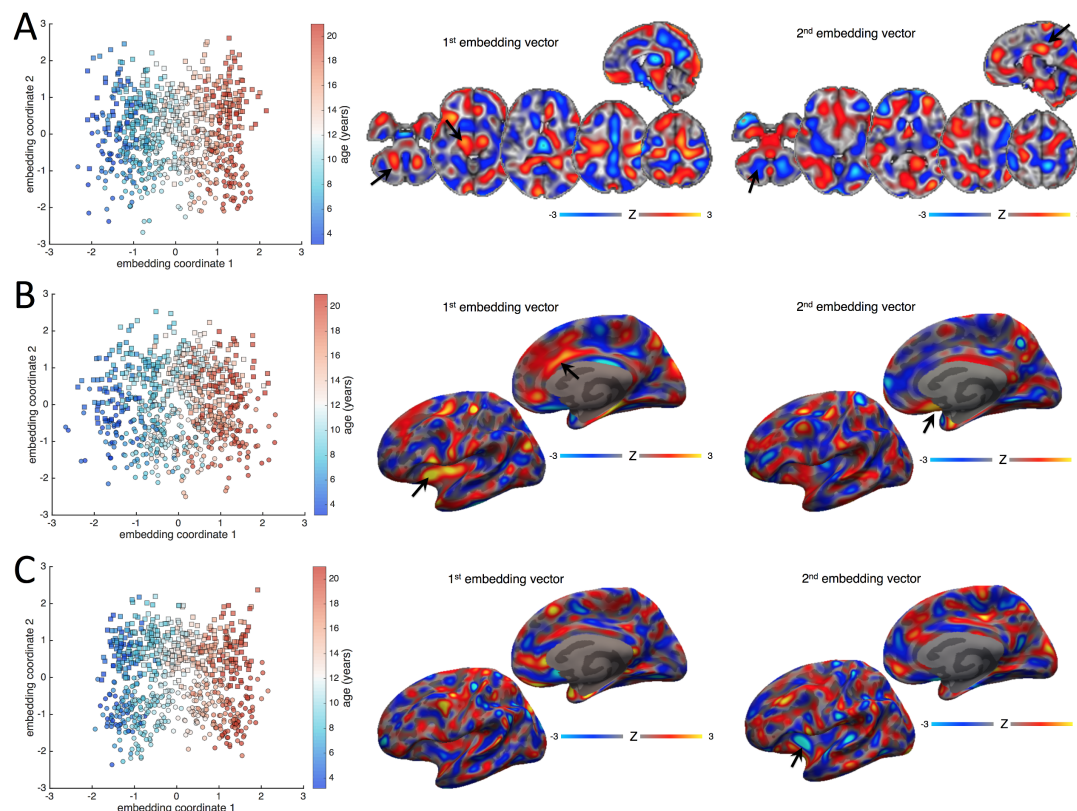 A
3
2
1
0
-1
-2
-3
-3 -2 -1 0 1 2 3
embedding coordinate 2
embedding coordinate 1
20
18
16
14
12
10
8
6
4
age (years)
1st embedding vector
-3 Z 3
2nd embedding vector
-3 Z
B
3
2
1
0
-1
-2
-3
-3 -2 -1 0 1 2 3
embedding coordinate 2
embedding coordinate 1
20
18
16
14
12
10
8
6
4
age (years)
1st embedding vector
-3 Z 3
2nd embedding vector
-3 Z
C
3
2
1
0
-1
-2
-3
-3 -2 -1 0 1 2 3
embedding coordinate 2
embedding coordinate 1
20
18
16
14
12
10
8
6
4
age (years)
1st embedding vector
-3 Z 3
2nd embedding vector
-3 Z